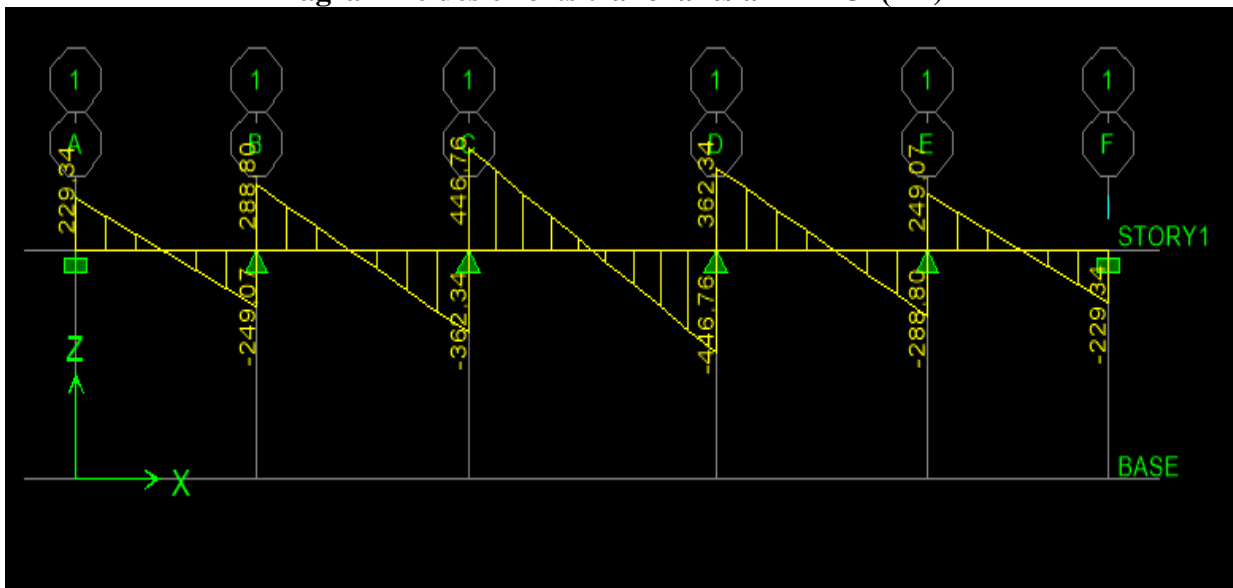 1 1 1 1 1 1
A B C D E F
229.34 288.80 446.76 362.34 249.07
STORY1
-249.07 -362.34 -446.76 -288.80 -229.34
Z
X
BASE